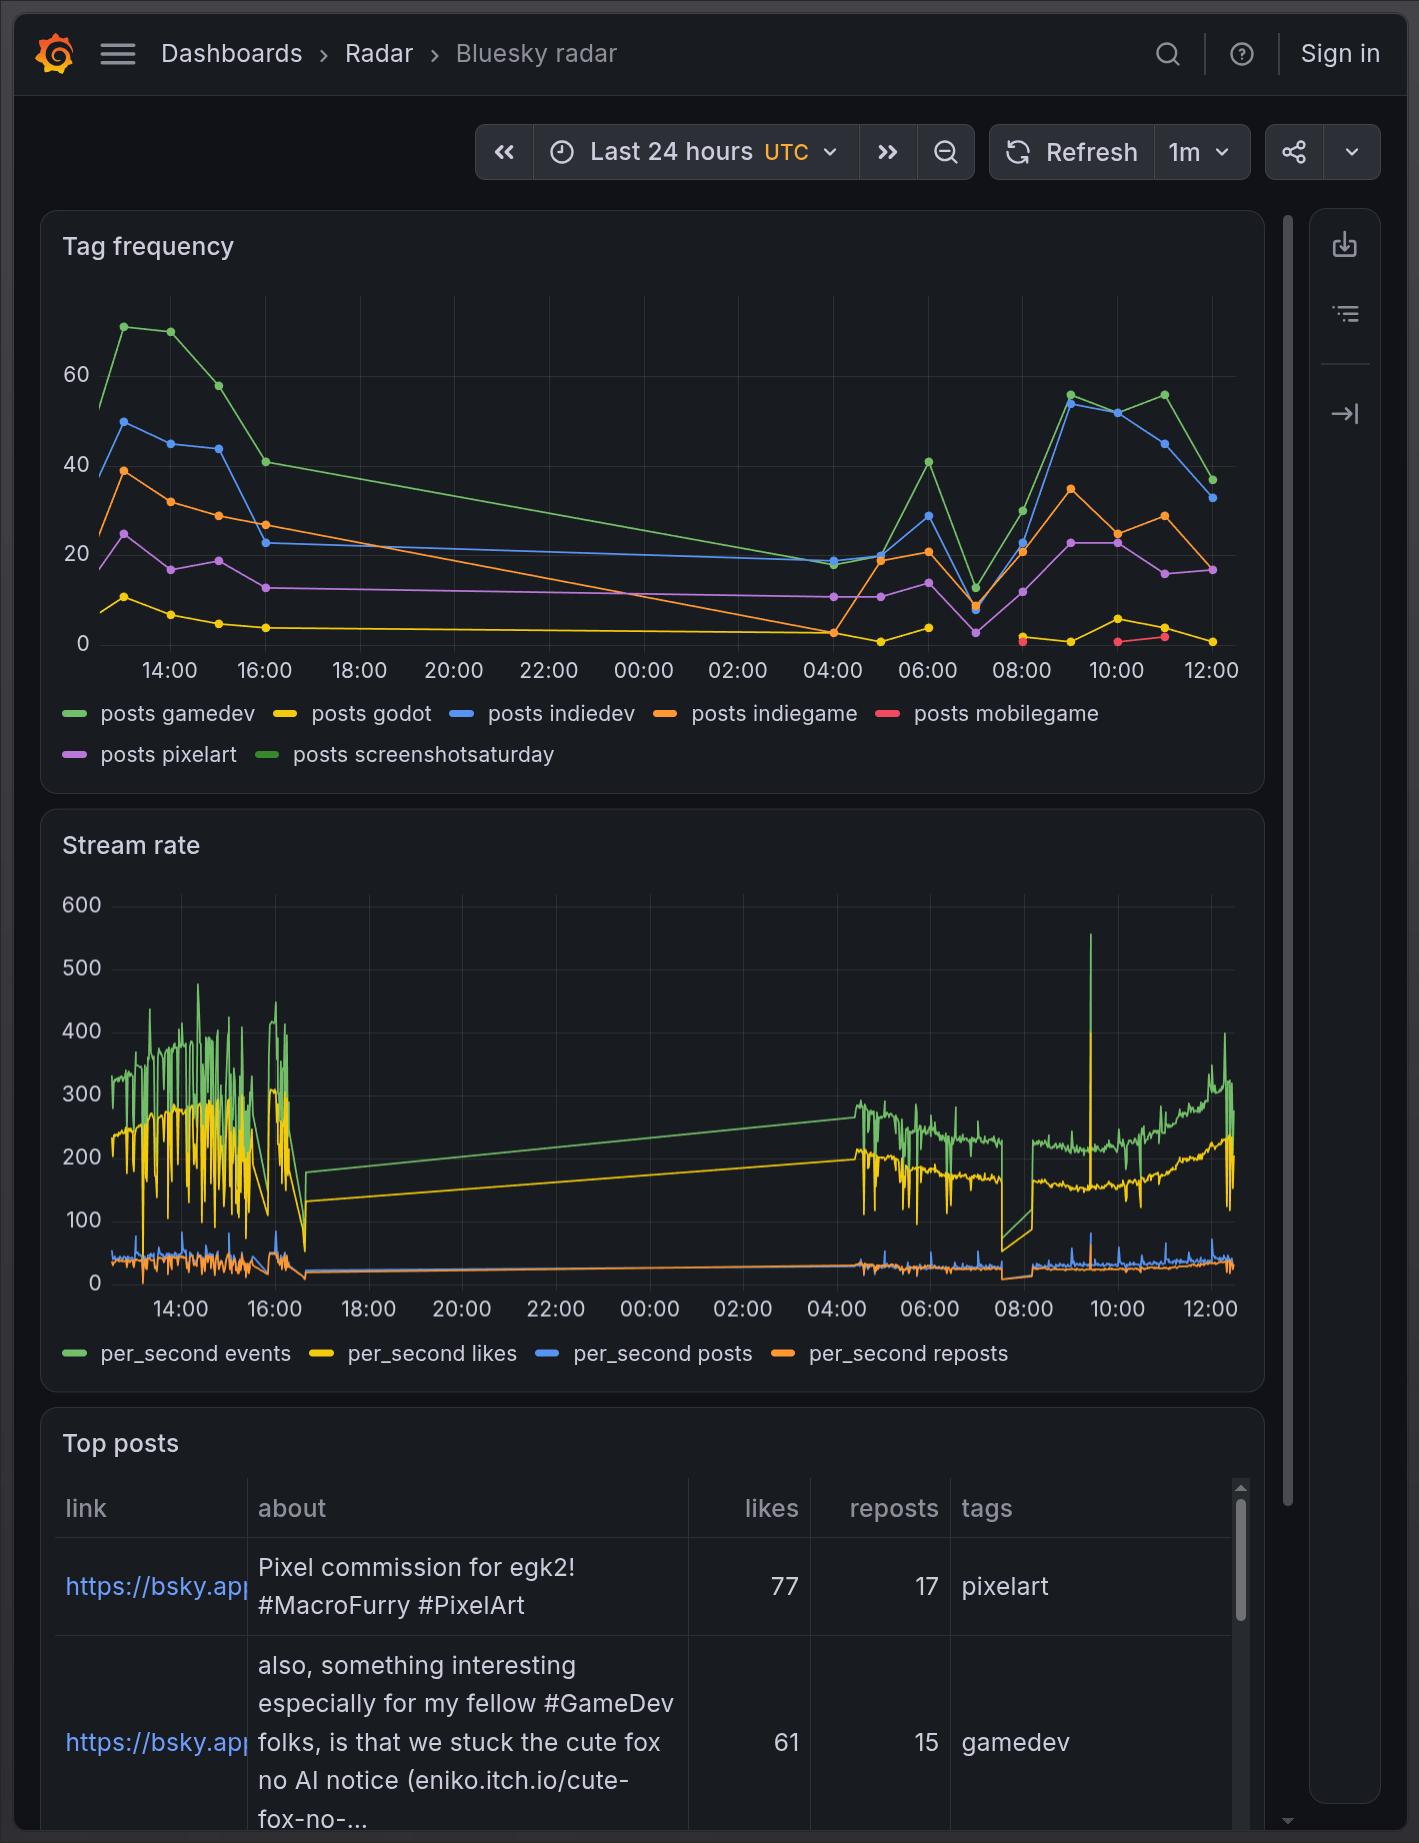 Dashboards › Radar › Bluesky radar
Sign in
Last 24 hours UTC
Refresh
1m
Tag frequency
60
40
20
0
14:00 16:00 18:00 20:00 22:00 00:00 02:00 04:00 06:00 08:00 10:00 12:00
posts gamedev posts godot posts indiedev posts indiegame posts mobilegame
posts pixelart posts screenshotsaturday
Stream rate
600
500
400
300
200
100
0
14:00 16:00 18:00 20:00 22:00 00:00 02:00 04:00 06:00 08:00 10:00 12:00
per_second events per_second likes per_second posts per_second reposts
Top posts
link about likes reposts tags
Pixel commission for egk2!
https://bsky.app 77 17 pixelart
#MacroFurry #PixelArt
also, something interesting
especially for my fellow #GameDev
https://bsky.app folks, is that we stuck the cute fox 61 15 gamedev
no AI notice (eniko.itch.io/cute-
fox-no-...